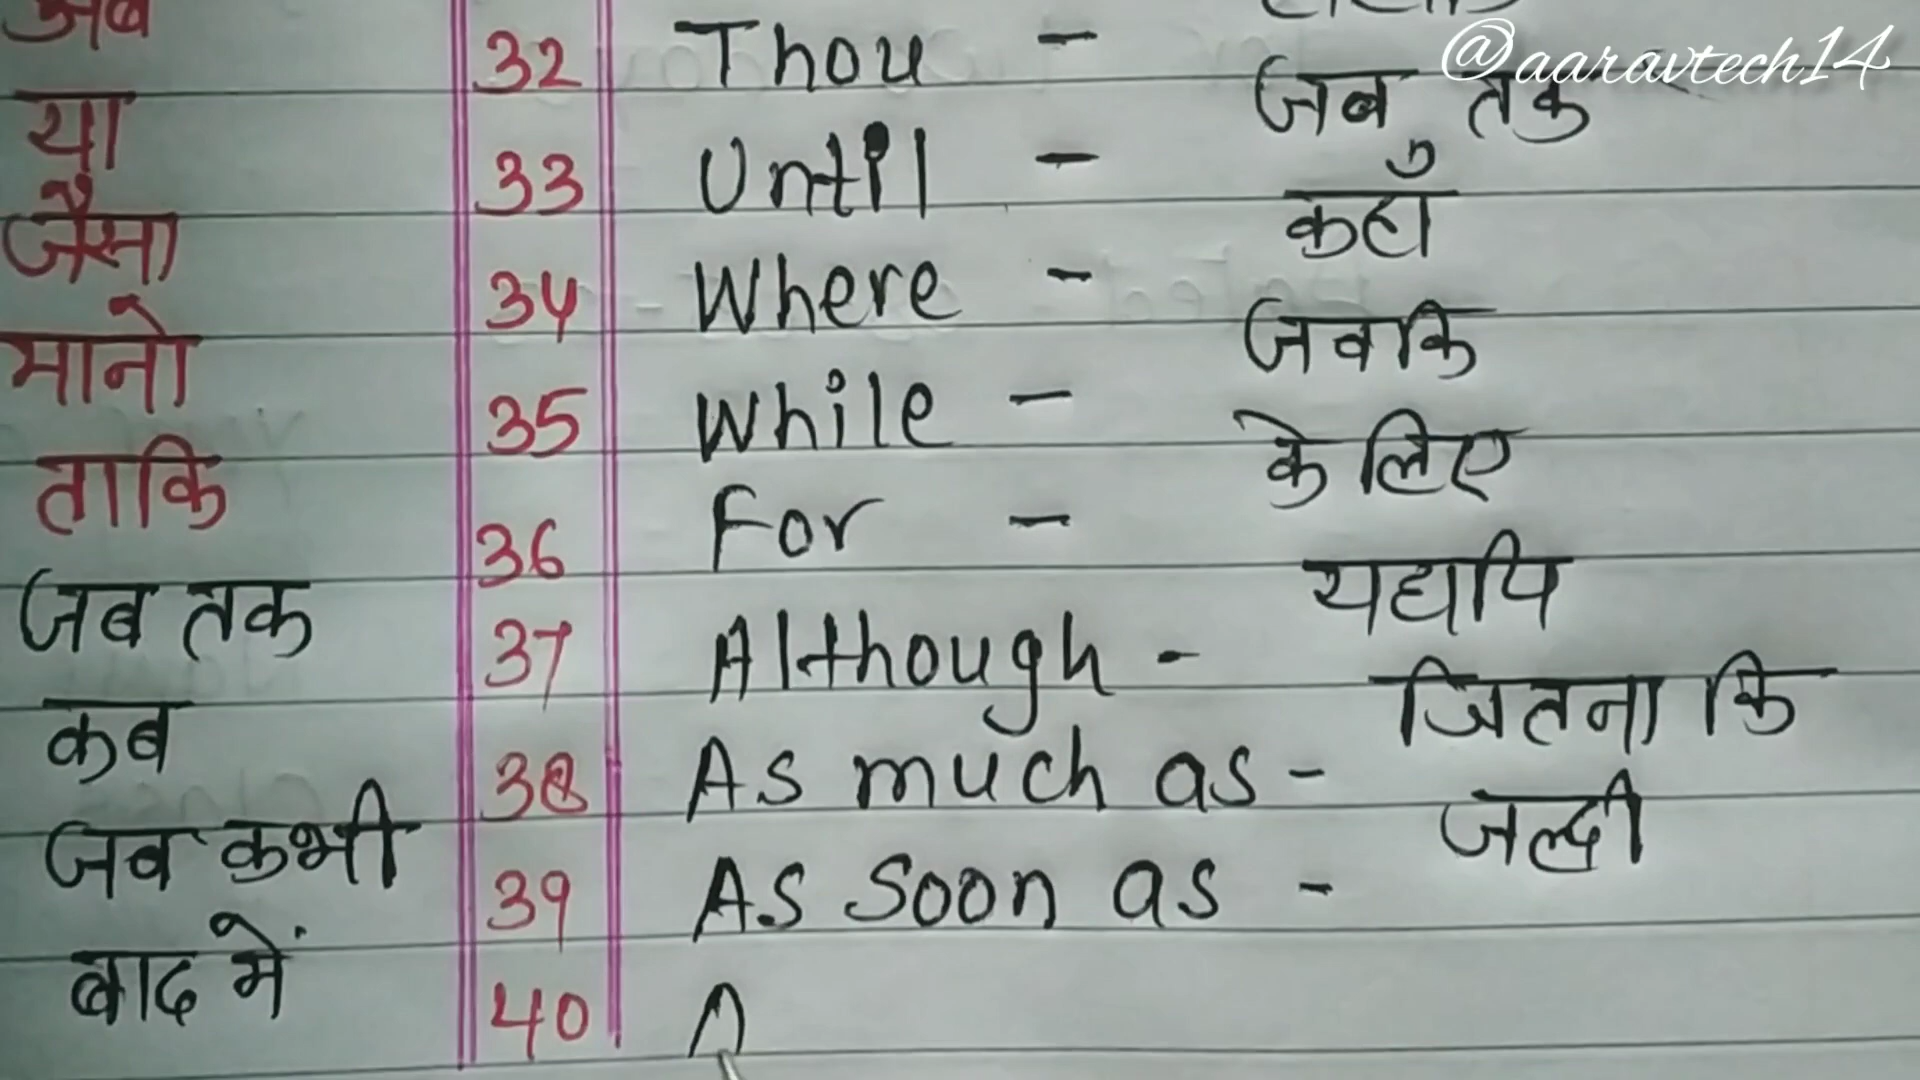 @aaravtech14
अब
32 Thou -
या
33 Until - जब तक
जैसा
34 Where - कहाँ
मानो
35 While - जबकि
ताकि
36 For - के लिए
जब तक
37 Although - यद्यपि
कब
38 As much as - जितना कि
जब कभी
39 As soon as - जल्दी
बाद में
40 A